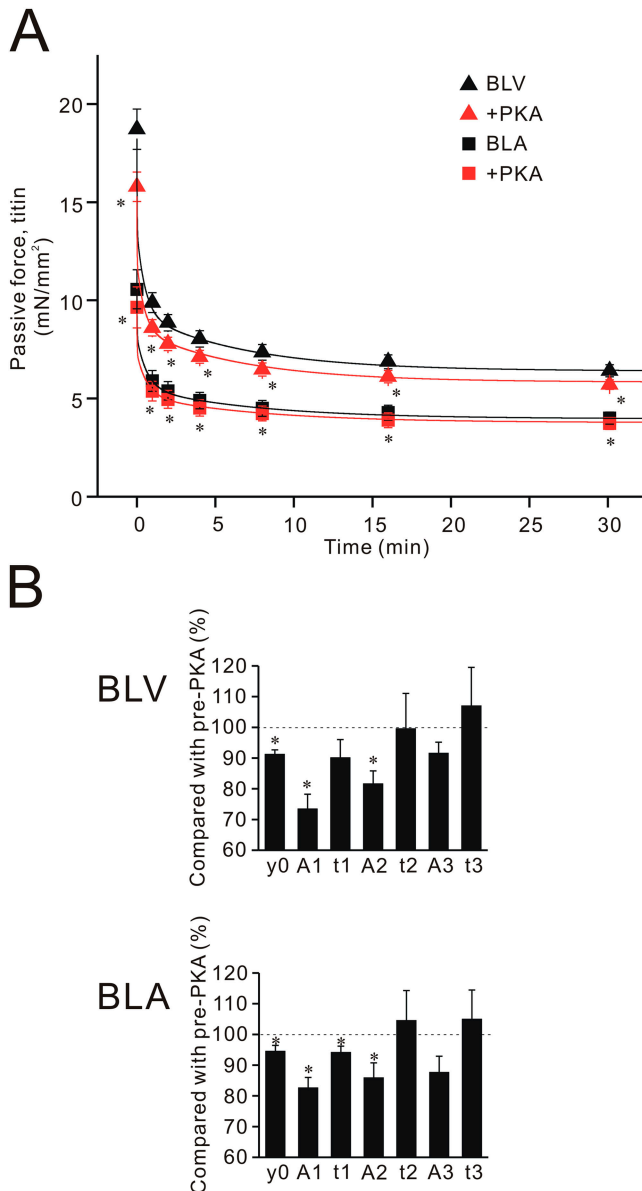 A
BLV
+PKA
BLA
+PKA
Passive force, titin
(mN/mm²)
20
15
10
5
0
*
*
* * * * * *
* * * * * *
0 5 10 15 20 25 30
Time (min)
B
BLV
Compared with pre-PKA (%)
120
110
100
90
80
70
60
* * *
y0 A1 t1 A2 t2 A3 t3
BLA
Compared with pre-PKA (%)
120
110
100
90
80
70
60
* * * *
y0 A1 t1 A2 t2 A3 t3